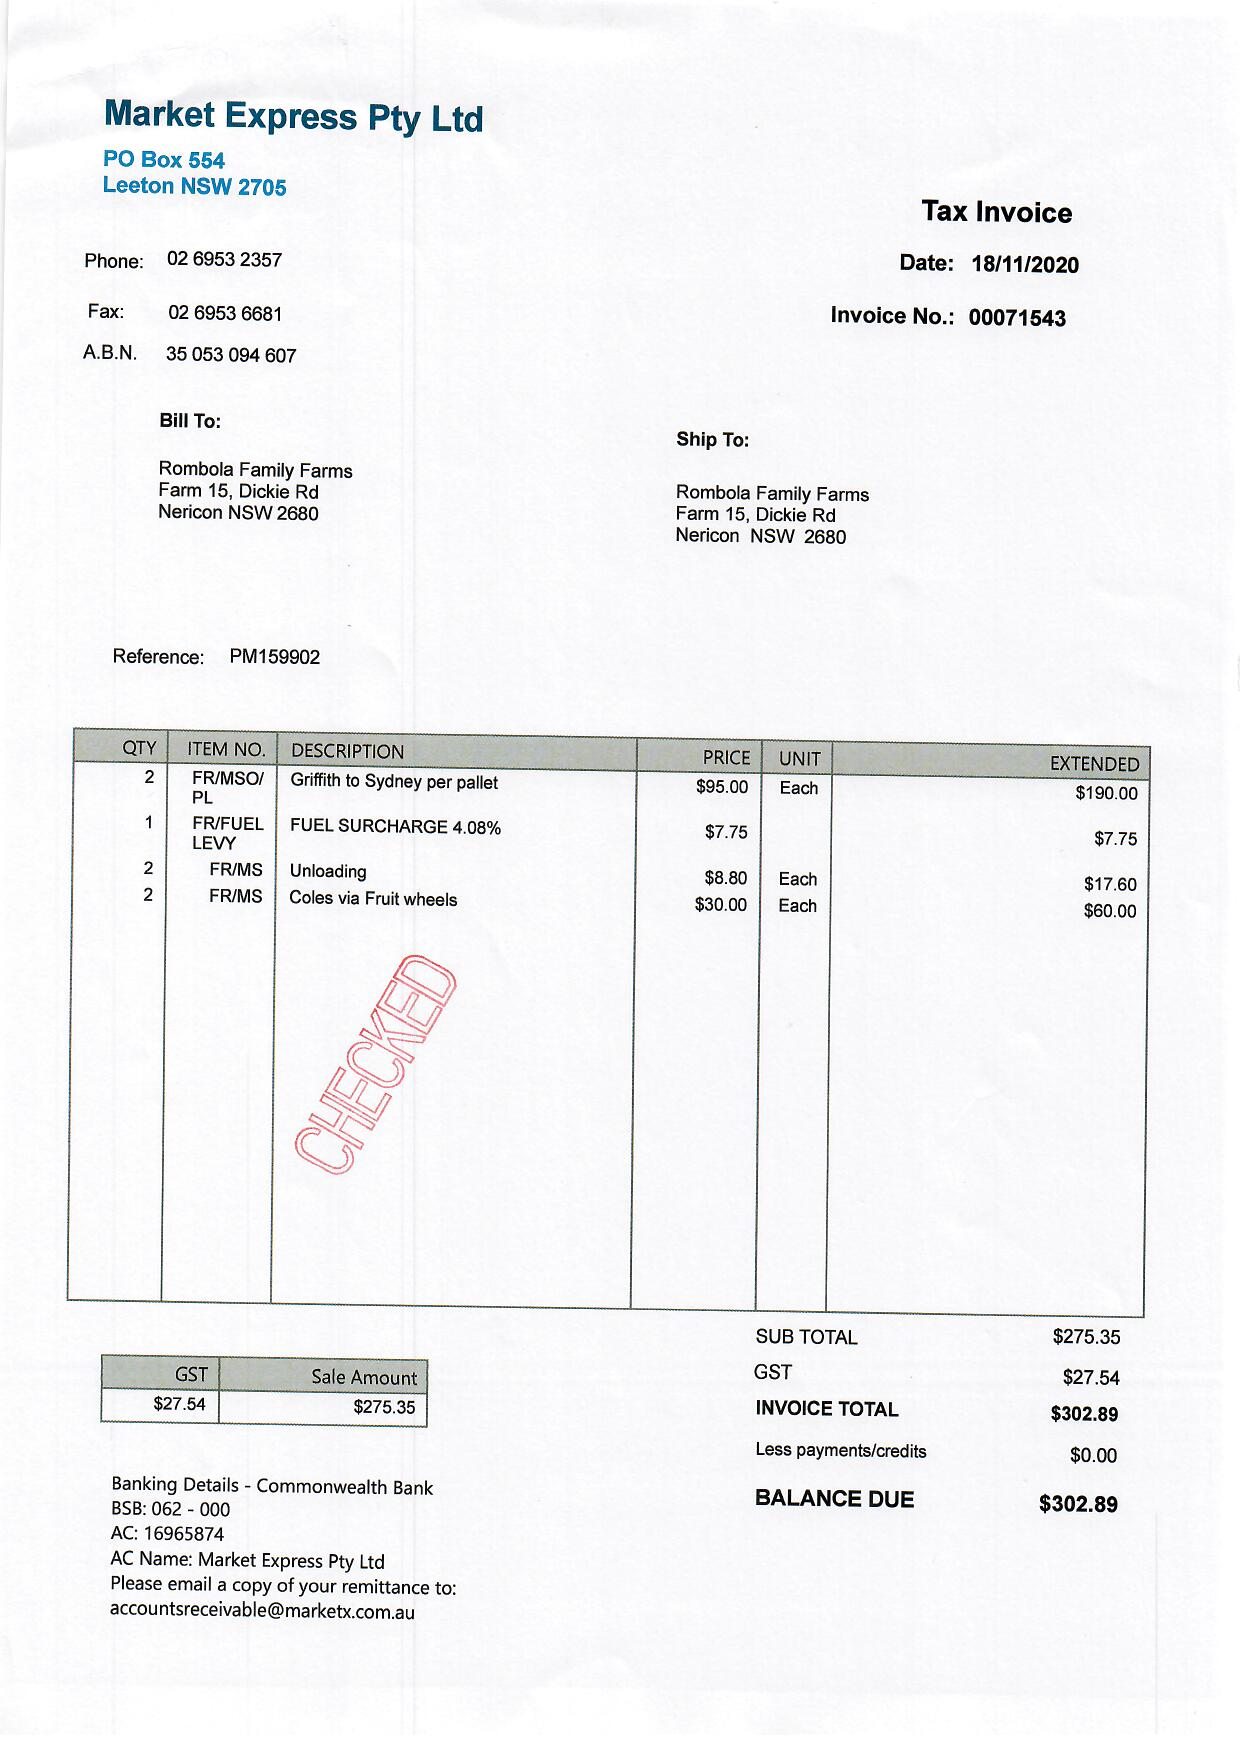 Market Express Pty Ltd
PO Box 554
Leeton NSW 2705
Tax Invoice
Phone: 02 6953 2357
Date: 18/11/2020
Fax: 02 6953 6681
Invoice No.: 00071543
A.B.N. 35 053 094 607
Bill To:
Rombola Family Farms
Farm 15, Dickie Rd
Nericon NSW 2680
Ship To:
Rombola Family Farms
Farm 15, Dickie Rd
Nericon NSW 2680
Reference: PM159902
QTY ITEM NO. DESCRIPTION PRICE UNIT EXTENDED
2 FR/MSO/ Griffith to Sydney per pallet $95.00 Each $190.00
PL
1 FR/FUEL FUEL SURCHARGE 4.08% $7.75 $7.75
LEVY
2 FR/MS Unloading $8.80 Each $17.60
2 FR/MS Coles via Fruit wheels $30.00 Each $60.00
CHECKED
SUB TOTAL $275.35
GST $27.54
INVOICE TOTAL $302.89
Less payments/credits $0.00
BALANCE DUE $302.89
GST Sale Amount
$27.54 $275.35
Banking Details - Commonwealth Bank
BSB: 062 - 000
AC: 16965874
AC Name: Market Express Pty Ltd
Please email a copy of your remittance to:
accountsreceivable@marketx.com.au